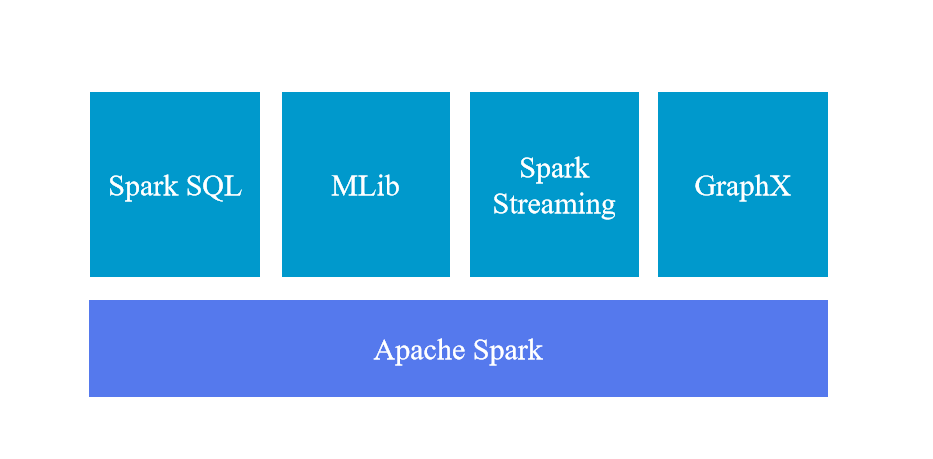 Spark SQL
MLib
Spark
Streaming
GraphX
Apache Spark